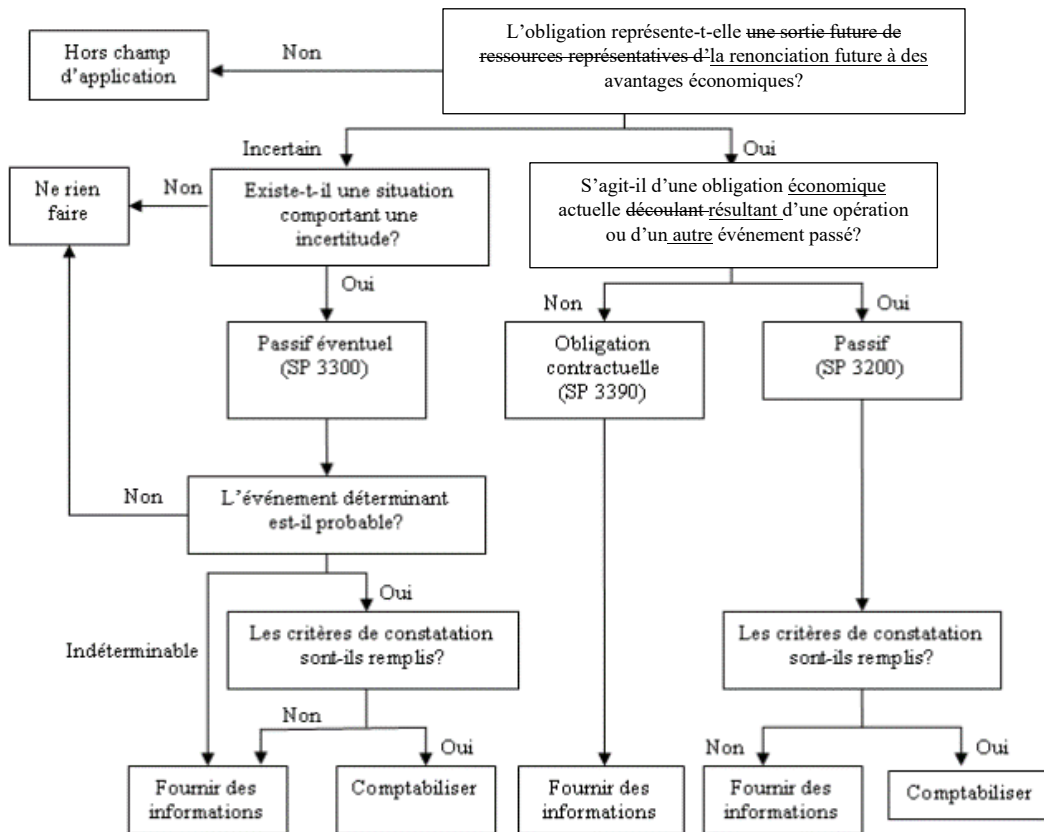 L'obligation représente-t-elle une sortie future de
ressources représentatives d'la renonciation future à des
avantages économiques?
Hors champ
d'application
Non
Incertain
Oui
Ne rien
faire
Non
Existe-t-il une situation
comportant une
incertitude?
S'agit-il d'une obligation économique
actuelle découlant résultant d'une opération
ou d'un autre événement passé?
Oui
Non
Oui
Passif éventuel
(SP 3300)
Obligation
contractuelle
(SP 3390)
Passif
(SP 3200)
Non
L'événement déterminant
est-il probable?
Oui
Indéterminable
Les critères de constatation
sont-ils remplis?
Les critères de constatation
sont-ils remplis?
Non
Oui
Non
Oui
Fournir des
informations
Comptabiliser
Fournir des
informations
Fournir des
informations
Comptabiliser